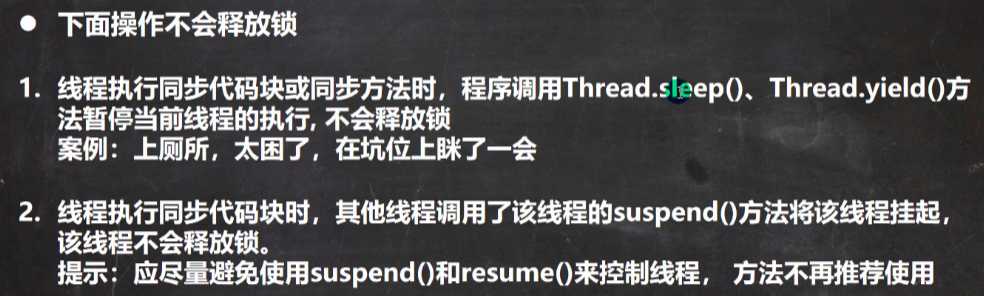 ● 下面操作不会释放锁
1. 线程执行同步代码块或同步方法时，程序调用Thread.sleep()、Thread.yield()方
法暂停当前线程的执行, 不会释放锁
案例：上厕所，太困了，在坑位上眯了一会
2. 线程执行同步代码块时，其他线程调用了该线程的suspend()方法将该线程挂起，
该线程不会释放锁。
提示：应尽量避免使用suspend()和resume()来控制线程， 方法不再推荐使用